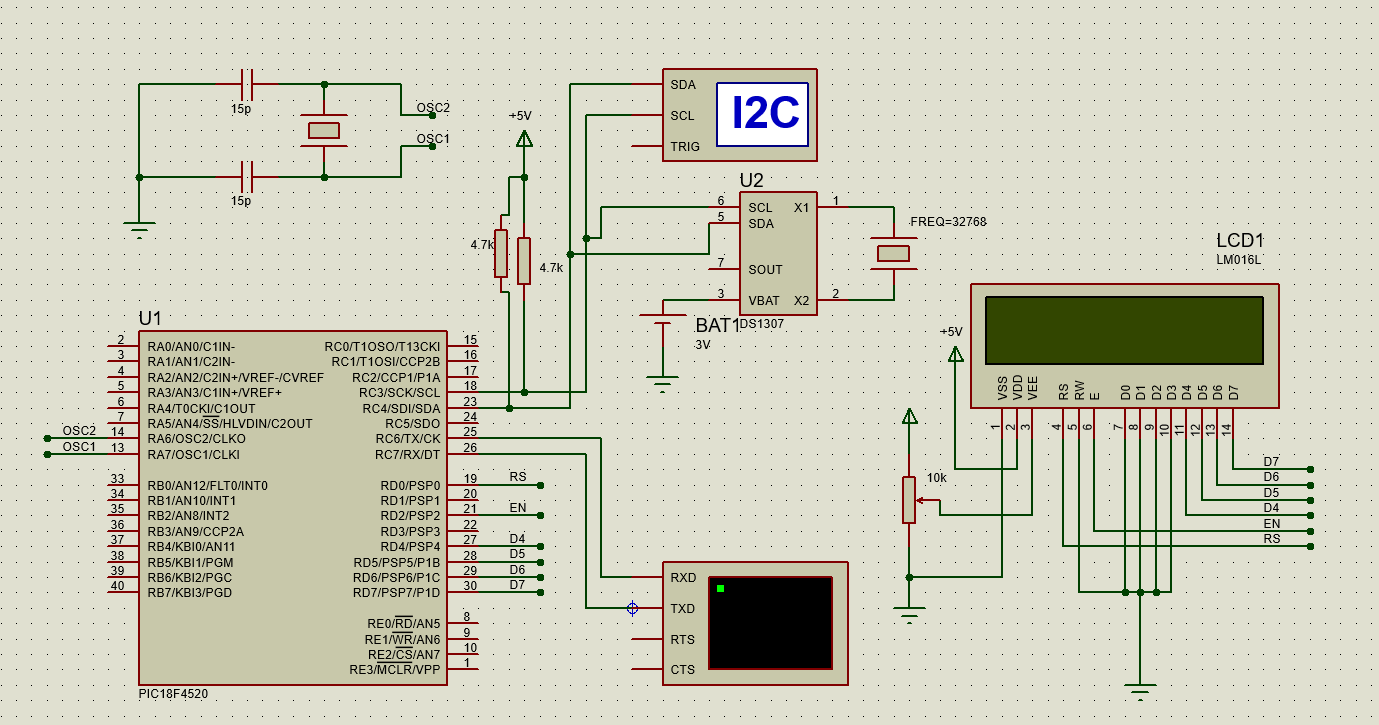 15p
OSC2
OSC1
15p
+5V
4.7k
4.7k
SDA
SCL
TRIG
I2C
U2
6 SCL X1 1
5 SDA
7 SOUT
3 VBAT X2 2
DS1307
FREQ=32768
BAT1
3V
U1
2 RA0/AN0/C1IN- RC0/T1OSO/T13CKI 15
3 RA1/AN1/C2IN- RC1/T1OSI/CCP2B 16
4 RA2/AN2/C2IN+/VREF-/CVREF RC2/CCP1/P1A 17
5 RA3/AN3/C1IN+/VREF+ RC3/SCK/SCL 18
6 RA4/T0CKI/C1OUT RC4/SDI/SDA 23
7 RA5/AN4/SS/HLVDIN/C2OUT RC5/SDO 24
OSC2 14 RA6/OSC2/CLKO RC6/TX/CK 25
OSC1 13 RA7/OSC1/CLKI RC7/RX/DT 26
33 RB0/AN12/FLT0/INT0 RD0/PSP0 19 RS
34 RB1/AN10/INT1 RD1/PSP1 20
35 RB2/AN8/INT2 RD2/PSP2 21 EN
36 RB3/AN9/CCP2A RD3/PSP3 22
37 RB4/KBI0/AN11 RD4/PSP4 27 D4
38 RB5/KBI1/PGM RD5/PSP5/P1B 28 D5
39 RB6/KBI2/PGC RD6/PSP6/P1C 29 D6
40 RB7/KBI3/PGD RD7/PSP7/P1D 30 D7
RE0/RD/AN5 8
RE1/WR/AN6 9
RE2/CS/AN7 10
RE3/MCLR/VPP 1
PIC18F4520
RXD
TXD
RTS
CTS
LCD1
LM016L
+5V
VSS VDD VEE RS RW E D0 D1 D2 D3 D4 D5 D6 D7
1 2 3 4 5 6 7 8 9 10 11 12 13 14
10k
D7
D6
D5
D4
EN
RS